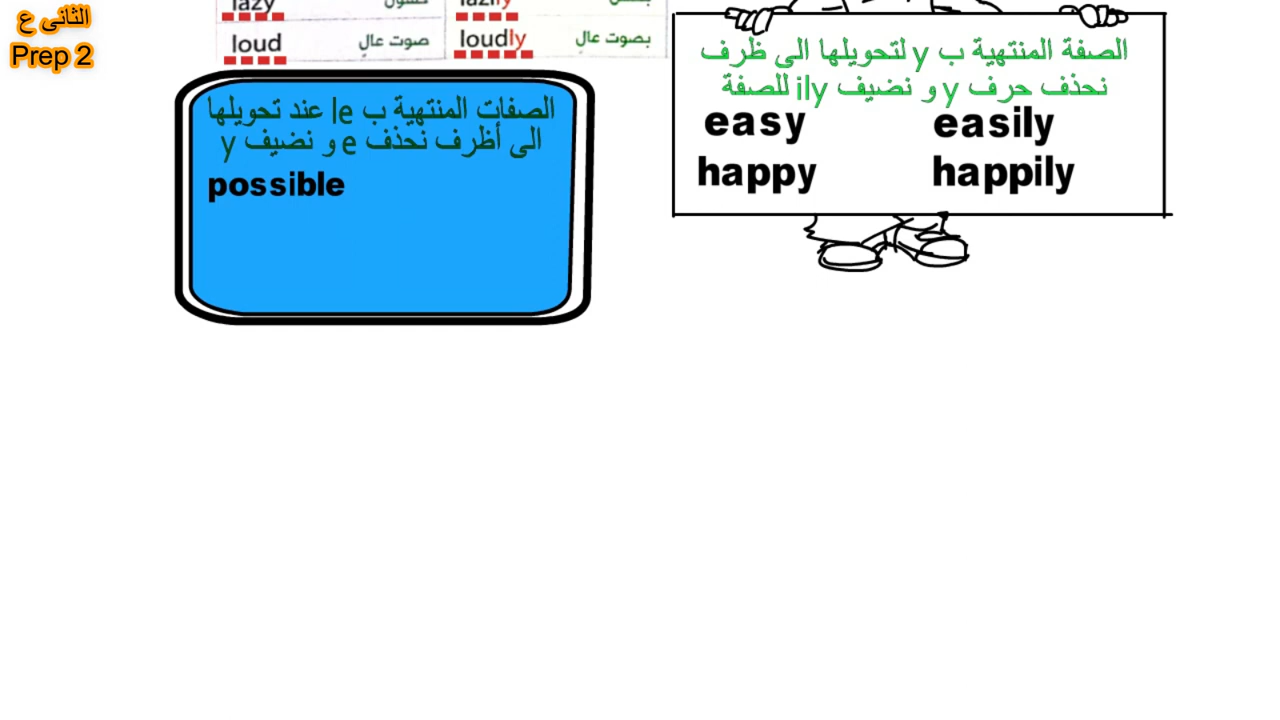 الثانى ع
Prep 2
lazy
lazily
loud صوت عالٍ loudly بصوت عالٍ
الصفات المنتهية ب le عند تحويلها
الى أظرف نحذف e و نضيف y
possible
الصفة المنتهية ب y لتحويلها الى ظرف
نحذف حرف y و نضيف ily للصفة
easy easily
happy happily